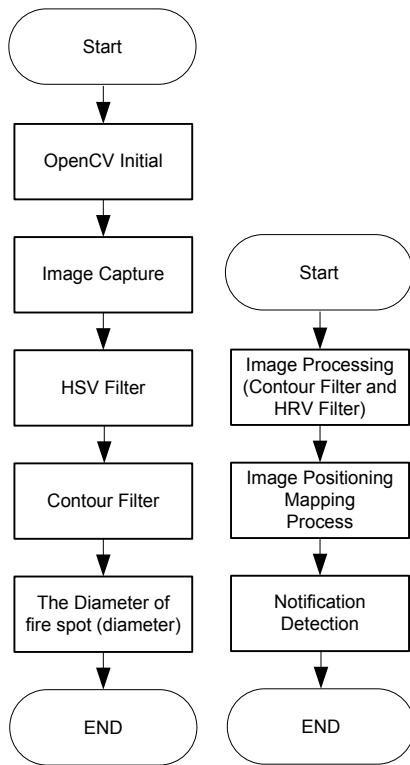 Start
OpenCV Initial
Image Capture
HSV Filter
Contour Filter
The Diameter of
fire spot (diameter)
END
Start
Image Processing
(Contour Filter and
HRV Filter)
Image Positioning
Mapping
Process
Notification
Detection
END